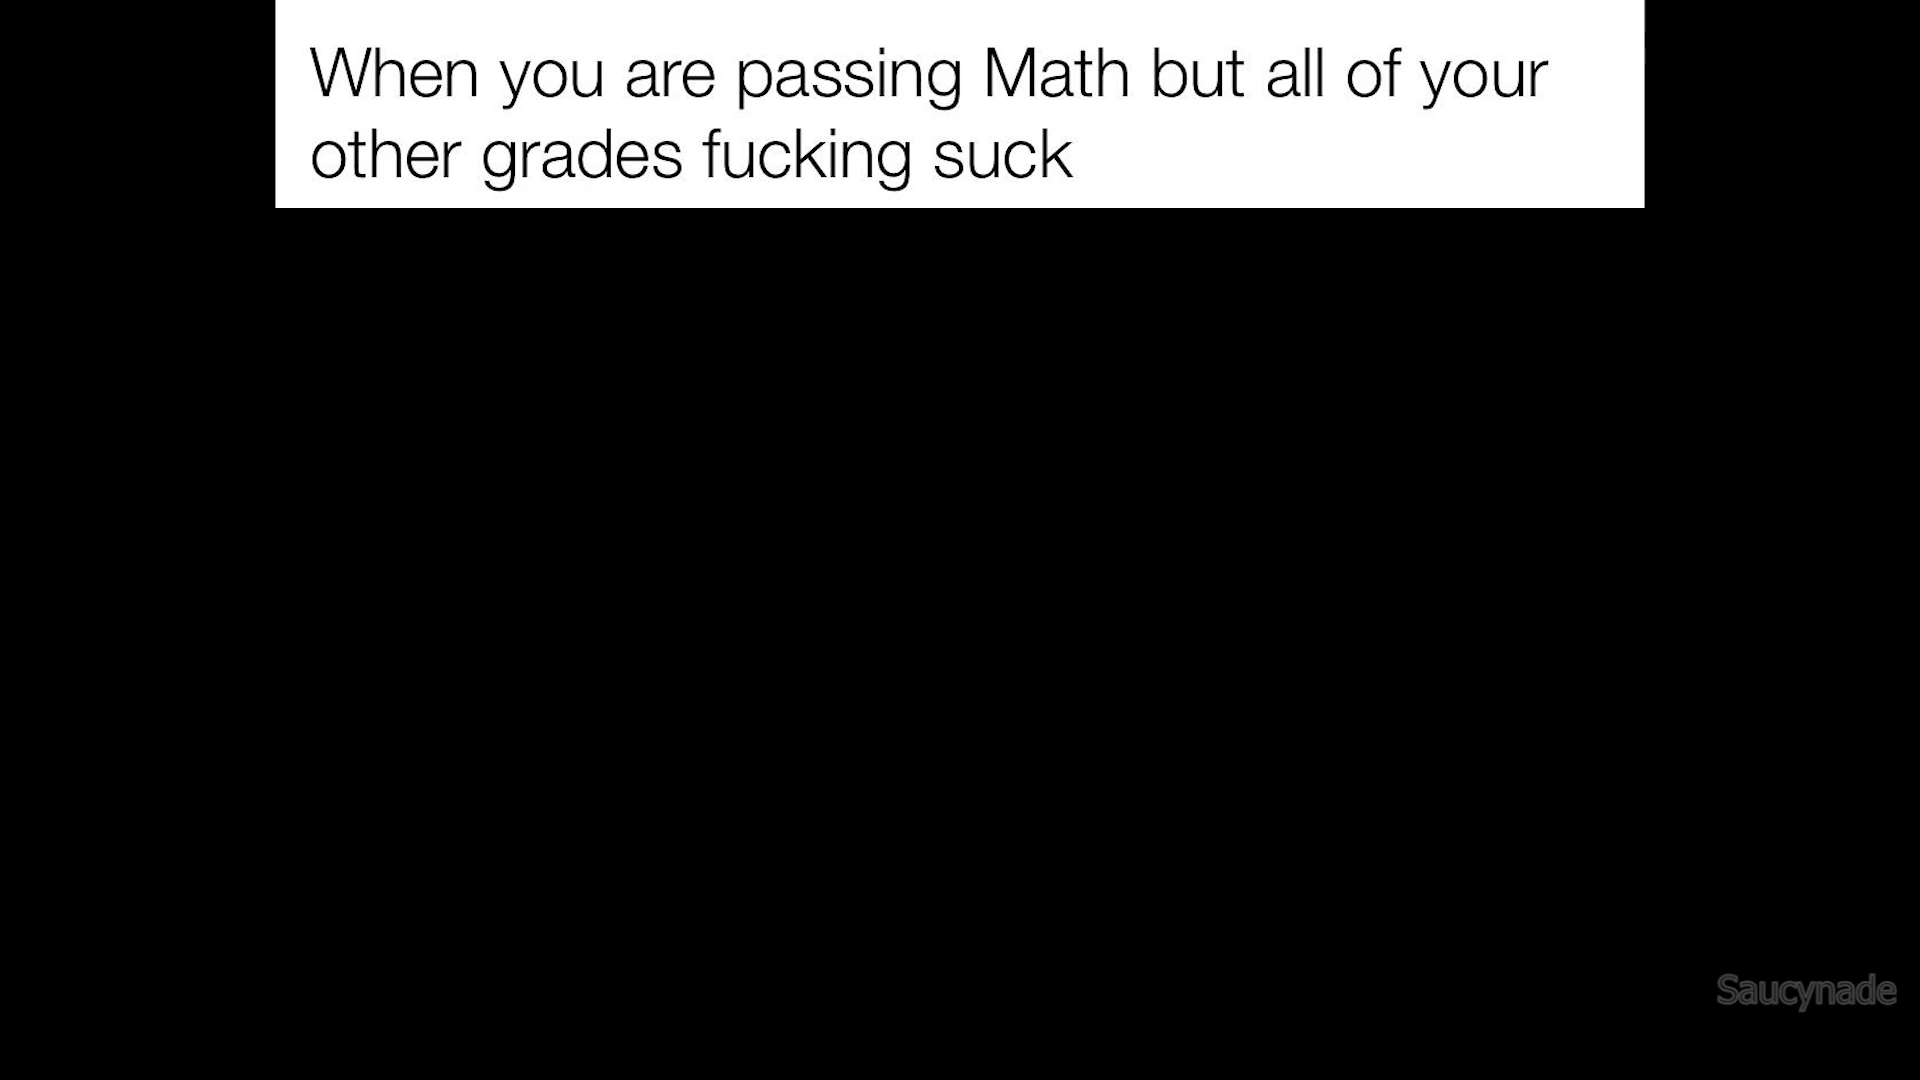 When you are passing Math but all of your
other grades fucking suck
Saucynade